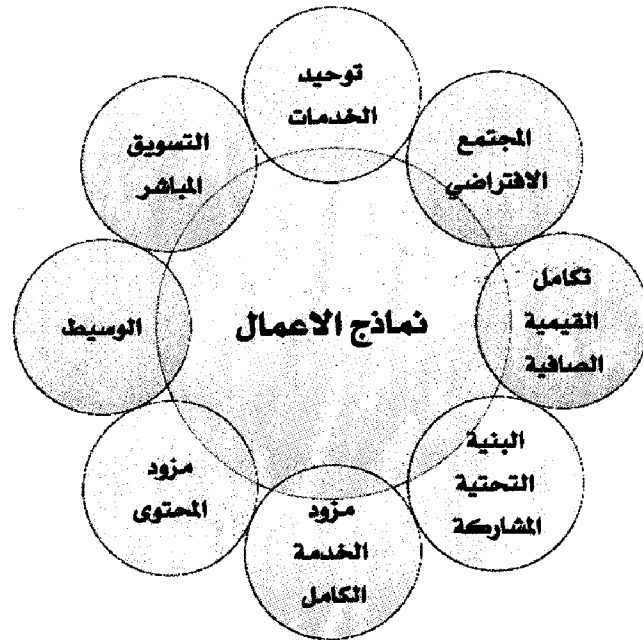 توحيد
الخدمات
المجتمع
الافتراضي
تكامل
القيمية
الصافية
البنية
التحتية
المشاركة
مزود
الخدمة
الكامل
مزود
المحتوى
الوسيط
التسويق
المباشر
نماذج الاعمال